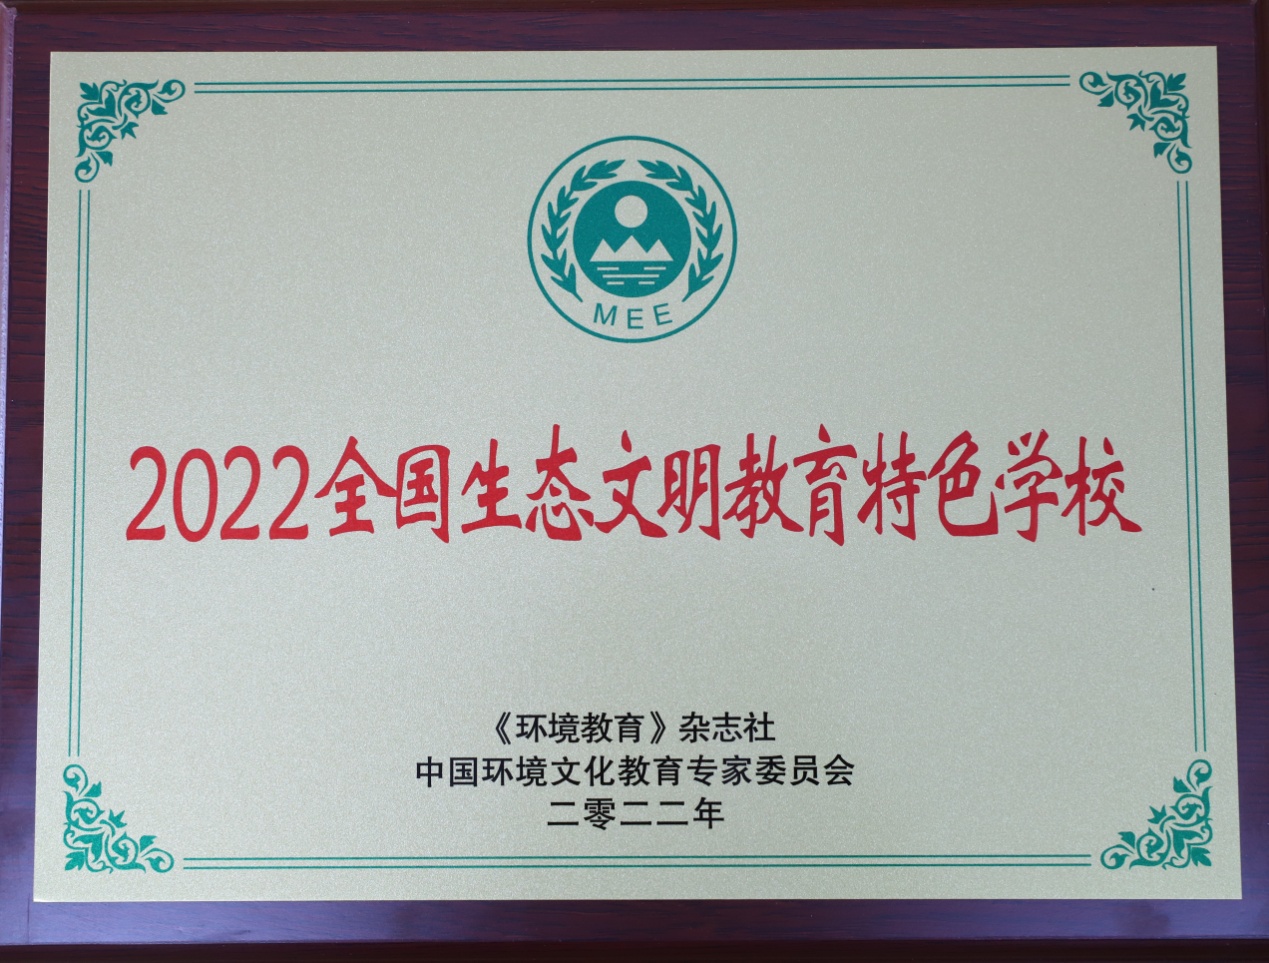 MEE
2022全国生态文明教育特色学校
《环境教育》杂志社
中国环境文化教育专家委员会
二零二二年